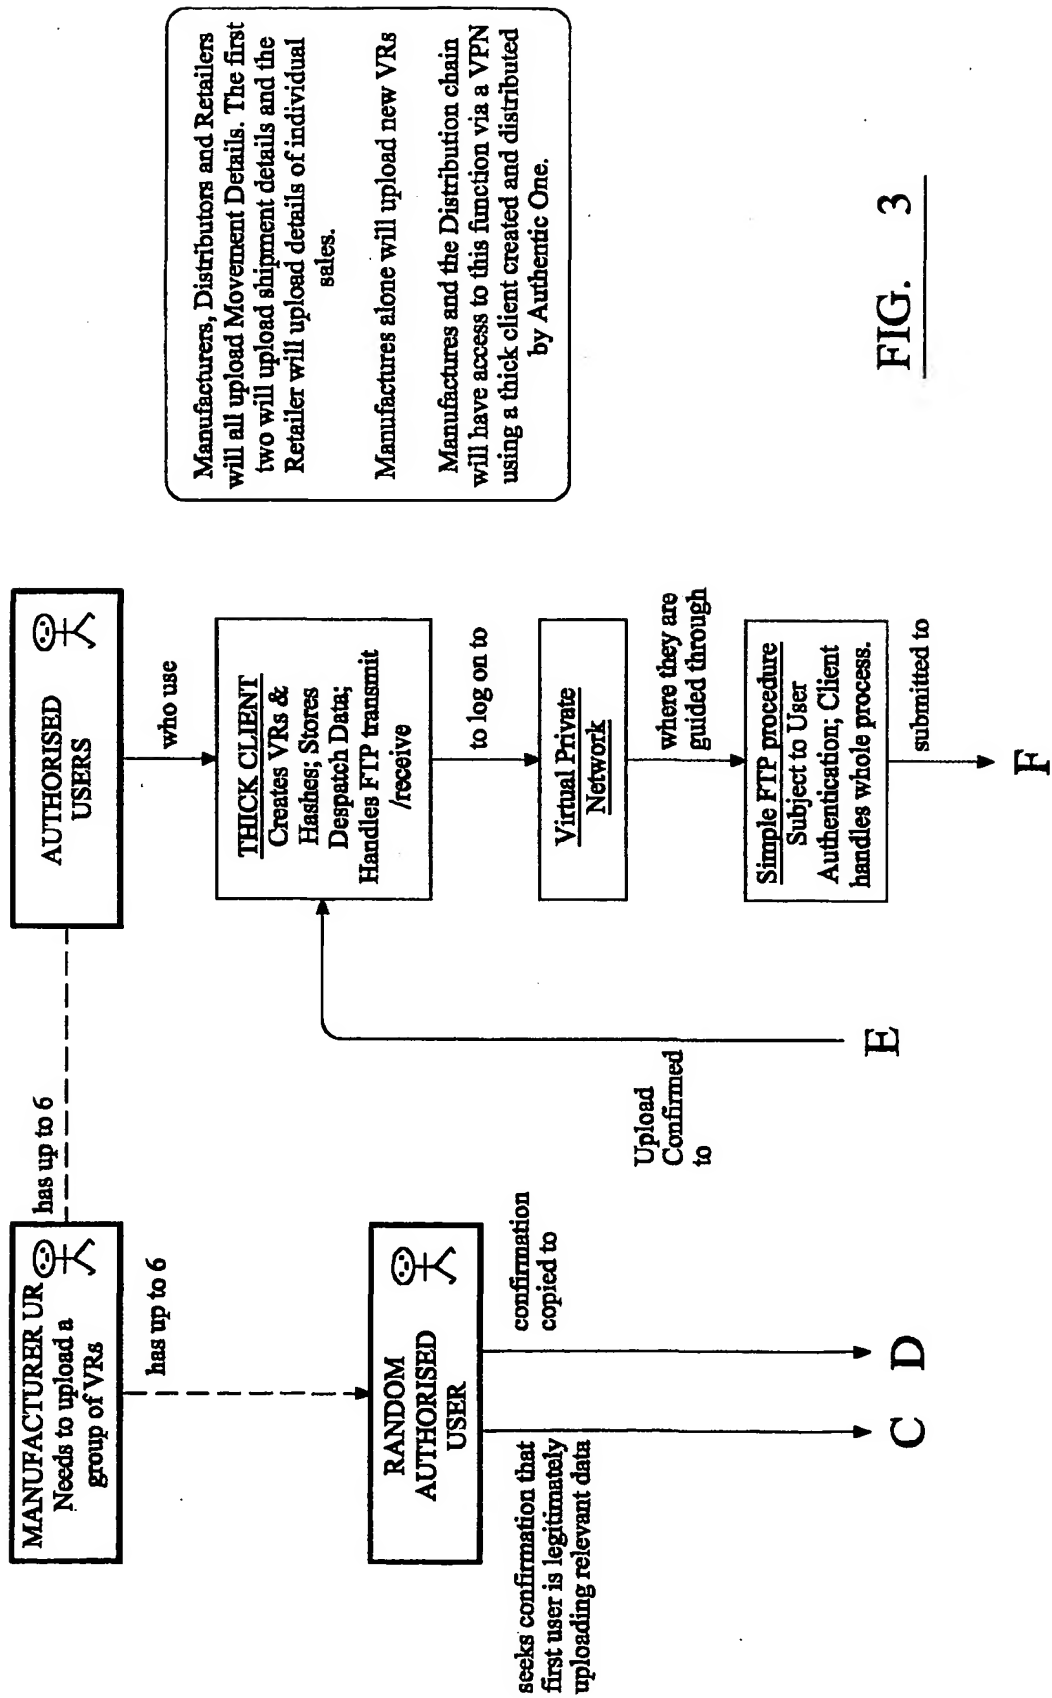 MANUFACTURER UR
Needs to upload a
group of VRs
has up to 6
AUTHORISED
USERS
has up to 6
who use
RANDOM
AUTHORISED
USER
THICK CLIENT
Creates VRs &
Hashes; Stores
Despatch Data;
Handles FTP transmit
/receive
to log on to
Virtual Private
Network
where they are
guided through
Simple FTP procedure
Subject to User
Authentication; Client
handles whole process.
submitted to
seeks confirmation that
first user is legitimately
uploading relevant data
confirmation
copied to
Upload
Confirmed
to
C
D
E
F
Manufacturers, Distributors and Retailers
will all upload Movement Details. The first
two will upload shipment details and the
Retailer will upload details of individual
sales.
Manufactures alone will upload new VRs
Manufactures and the Distribution chain
will have access to this function via a VPN
using a thick client created and distributed
by Authentic One.
FIG. 3